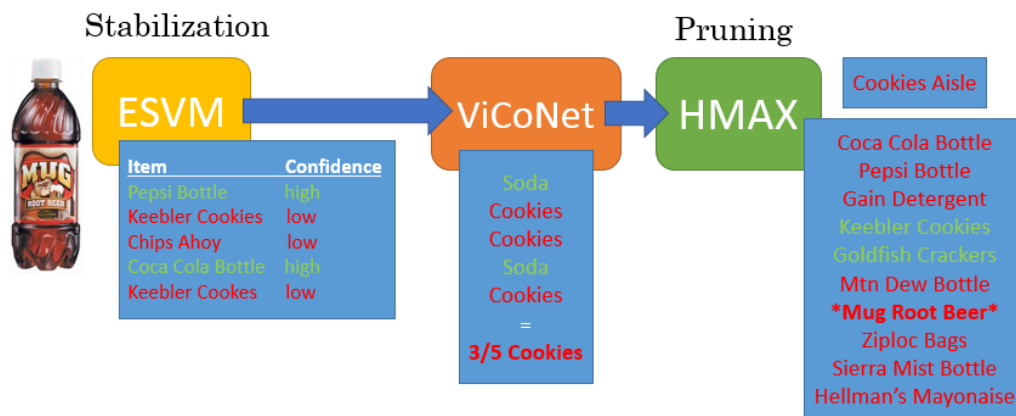 Stabilization
Pruning
ESVM
ViCoNet
HMAX
Cookies Aisle
MUG
ROOT BEER
Item Confidence
Pepsi Bottle high
Keebler Cookies low
Chips Ahoy low
Coca Cola Bottle high
Keebler Cookes low
Soda
Cookies
Cookies
Soda
Cookies
=
3/5 Cookies
Coca Cola Bottle
Pepsi Bottle
Gain Detergent
Keebler Cookies
Goldfish Crackers
Mtn Dew Bottle
*Mug Root Beer*
Ziploc Bags
Sierra Mist Bottle
Hellman's Mayonaise